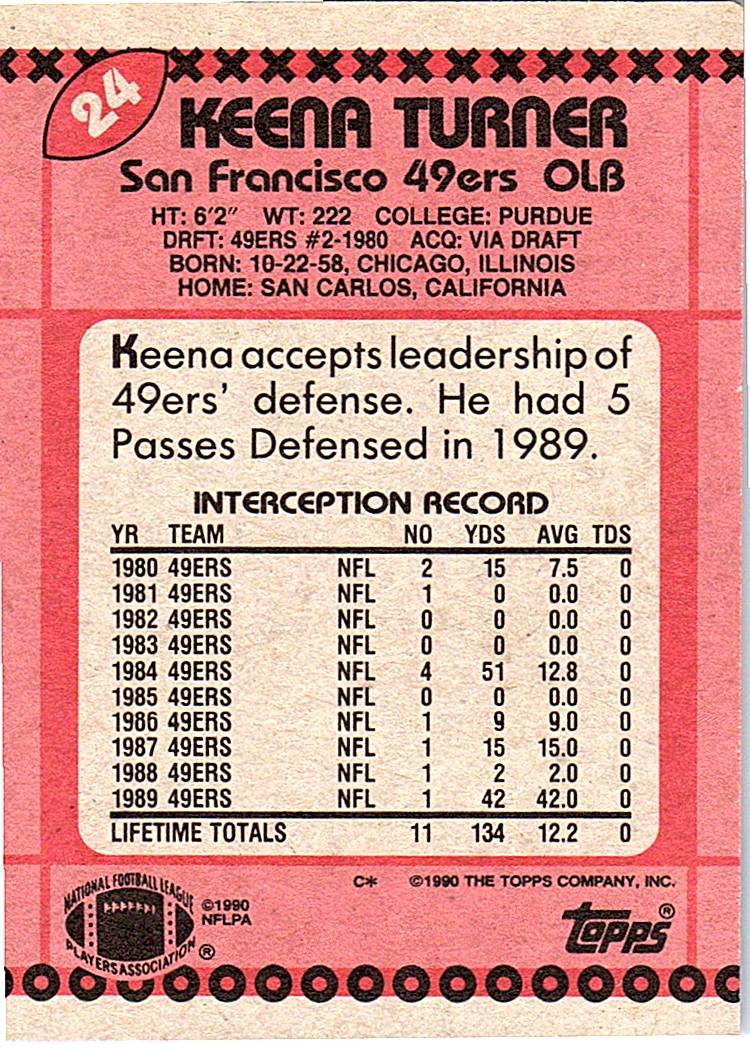 24
KEENA TURNER
San Francisco 49ers OLB
HT: 6'2" WT: 222 COLLEGE: PURDUE
DRFT: 49ERS #2-1980 ACQ: VIA DRAFT
BORN: 10-22-58, CHICAGO, ILLINOIS
HOME: SAN CARLOS, CALIFORNIA
Keena accepts leadership of
49ers' defense. He had 5
Passes Defensed in 1989.
INTERCEPTION RECORD
YR TEAM NO YDS AVG TDS
1980 49ERS NFL 2 15 7.5 0
1981 49ERS NFL 1 0 0.0 0
1982 49ERS NFL 0 0 0.0 0
1983 49ERS NFL 0 0 0.0 0
1984 49ERS NFL 4 51 12.8 0
1985 49ERS NFL 0 0 0.0 0
1986 49ERS NFL 1 9 9.0 0
1987 49ERS NFL 1 15 15.0 0
1988 49ERS NFL 1 2 2.0 0
1989 49ERS NFL 1 42 42.0 0
LIFETIME TOTALS 11 134 12.2 0
C* ©1990 THE TOPPS COMPANY, INC.
NATIONAL FOOTBALL LEAGUE
PLAYERS ASSOCIATION ®
©1990
NFLPA
topps ®